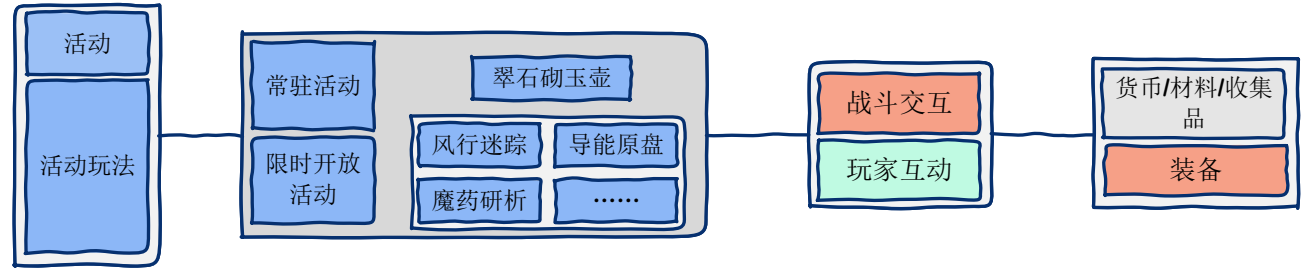 活动
活动玩法
常驻活动
限时开放
活动
翠石砌玉壶
风行迷踪
导能原盘
魔药研析
……
战斗交互
玩家互动
货币/材料/收集
品
装备